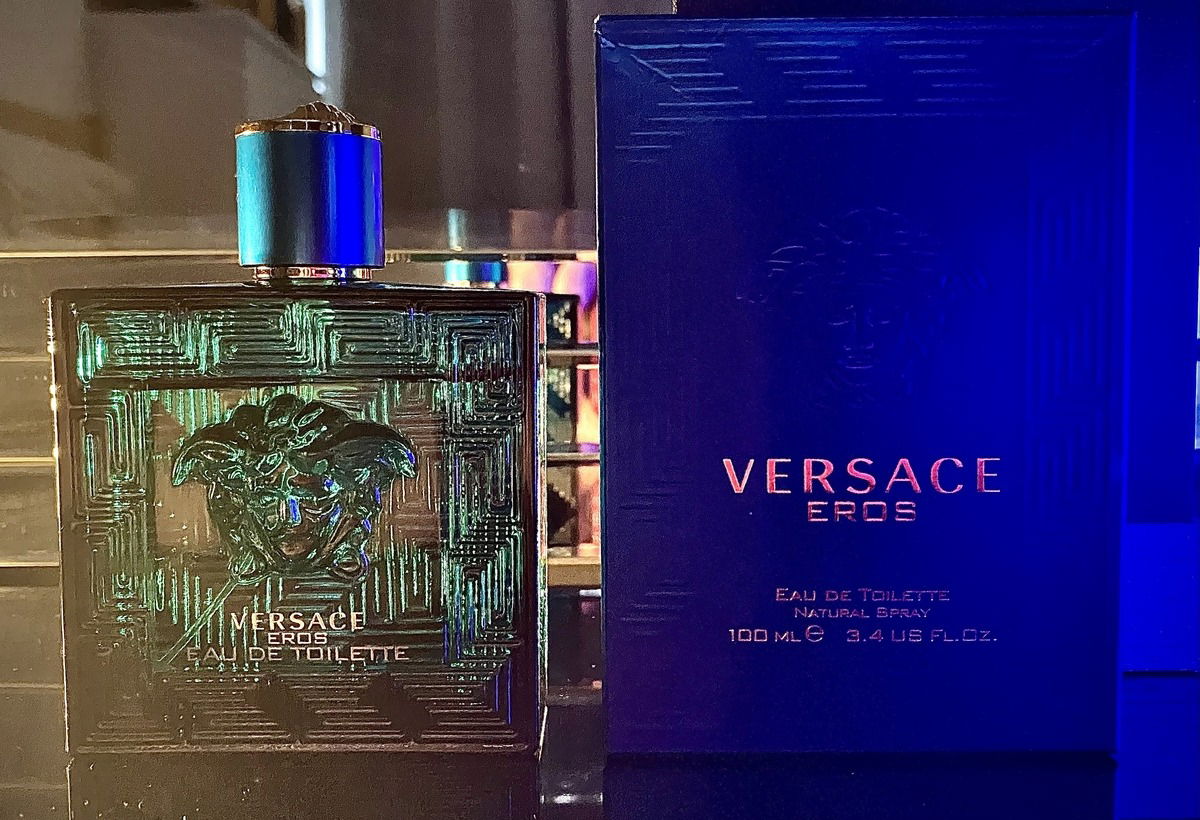 VERSACE
EROS
EAU DE TOILETTE
VERSACE
EROS
EAU DE TOILETTE
NATURAL SPRAY
100 ML ℮ 3.4 US FL.OZ.